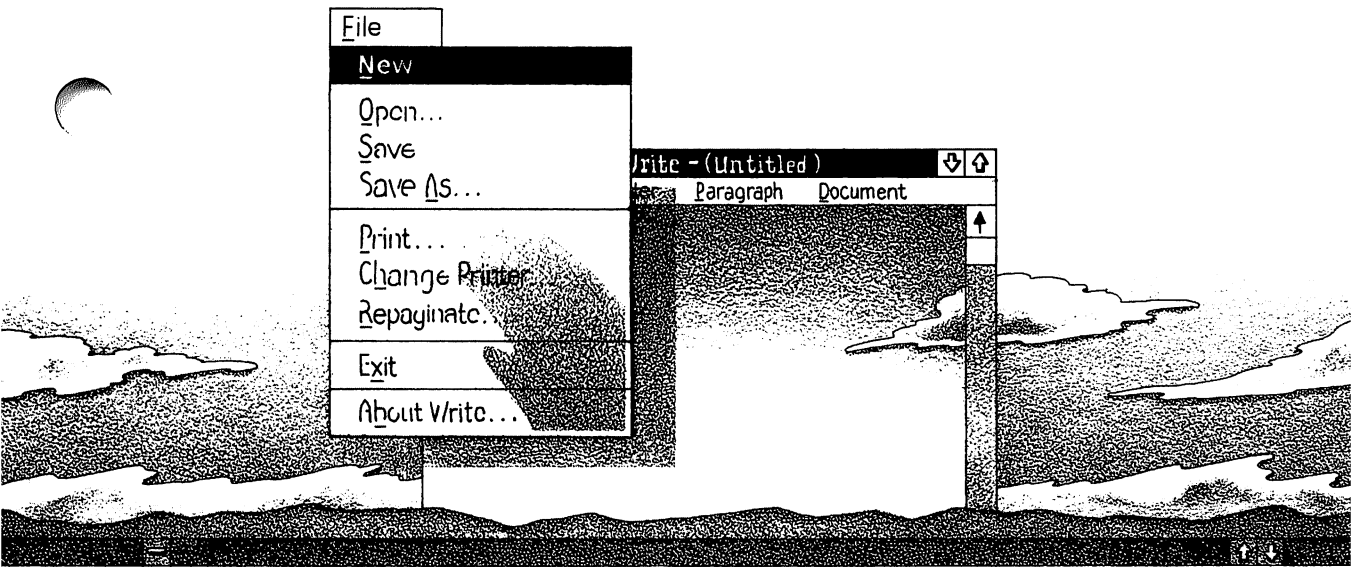 File
New
Open...
Save
Save As...
Write - (Untitled)
Paragraph Document
Print...
Change Printer
Repaginate...
Exit
About Write...